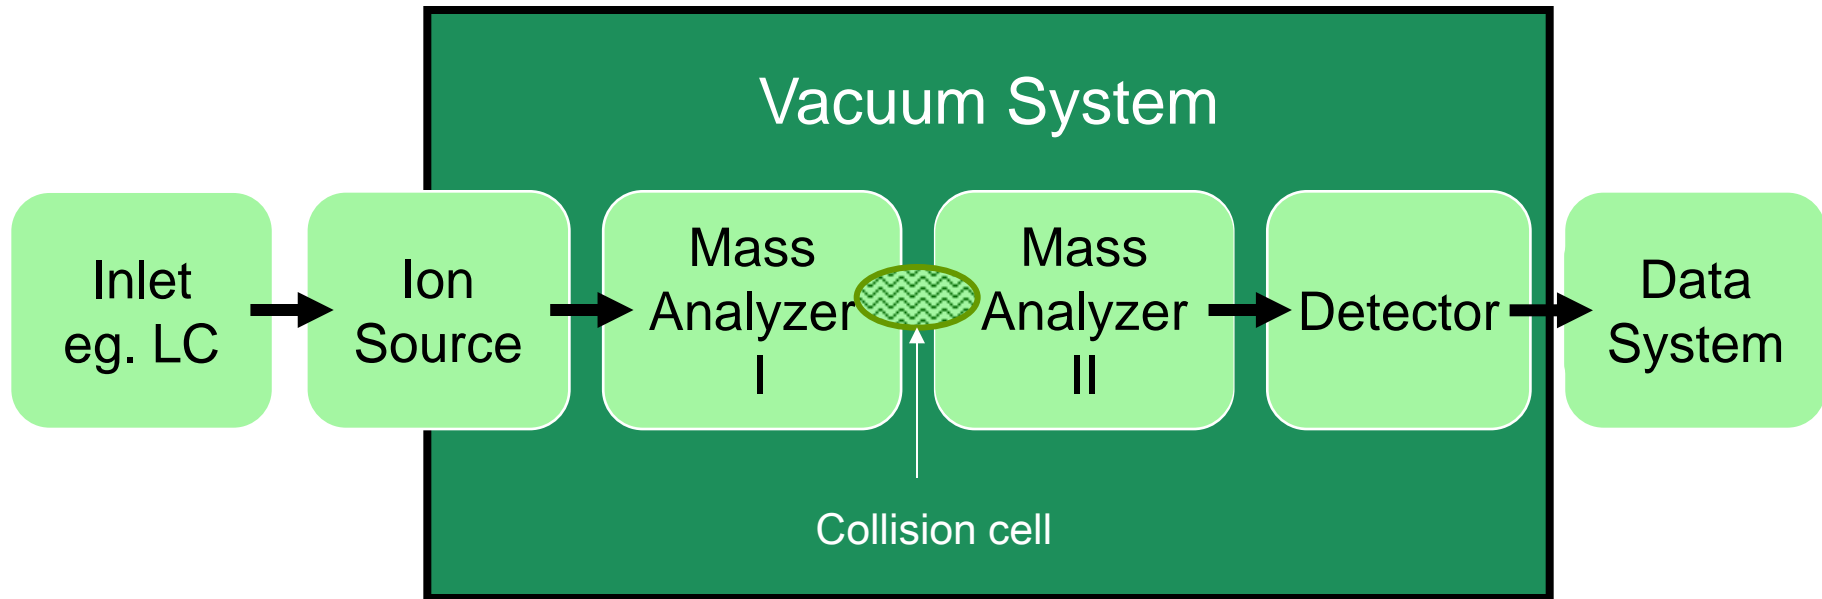 Vacuum System
Inlet
eg. LC
Ion
Source
Mass
Analyzer
I
Mass
Analyzer
II
Detector
Data
System
Collision cell